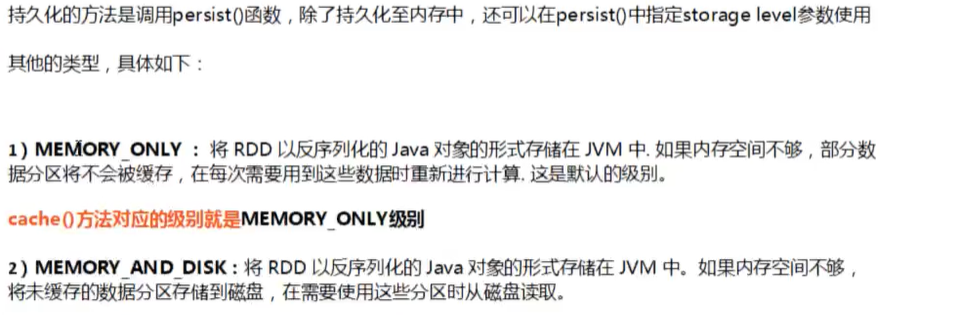 持久化的方法是调用persist()函数，除了持久化至内存中，还可以在persist()中指定storage level参数使用
其他的类型，具体如下：
1）MEMORY_ONLY ： 将 RDD 以反序列化的 Java 对象的形式存储在 JVM 中. 如果内存空间不够，部分数
据分区将不会被缓存，在每次需要用到这些数据时重新进行计算. 这是默认的级别。
cache()方法对应的级别就是MEMORY_ONLY级别
2）MEMORY_AND_DISK：将 RDD 以反序列化的 Java 对象的形式存储在 JVM 中。如果内存空间不够，
将未缓存的数据分区存储到磁盘，在需要使用这些分区时从磁盘读取。